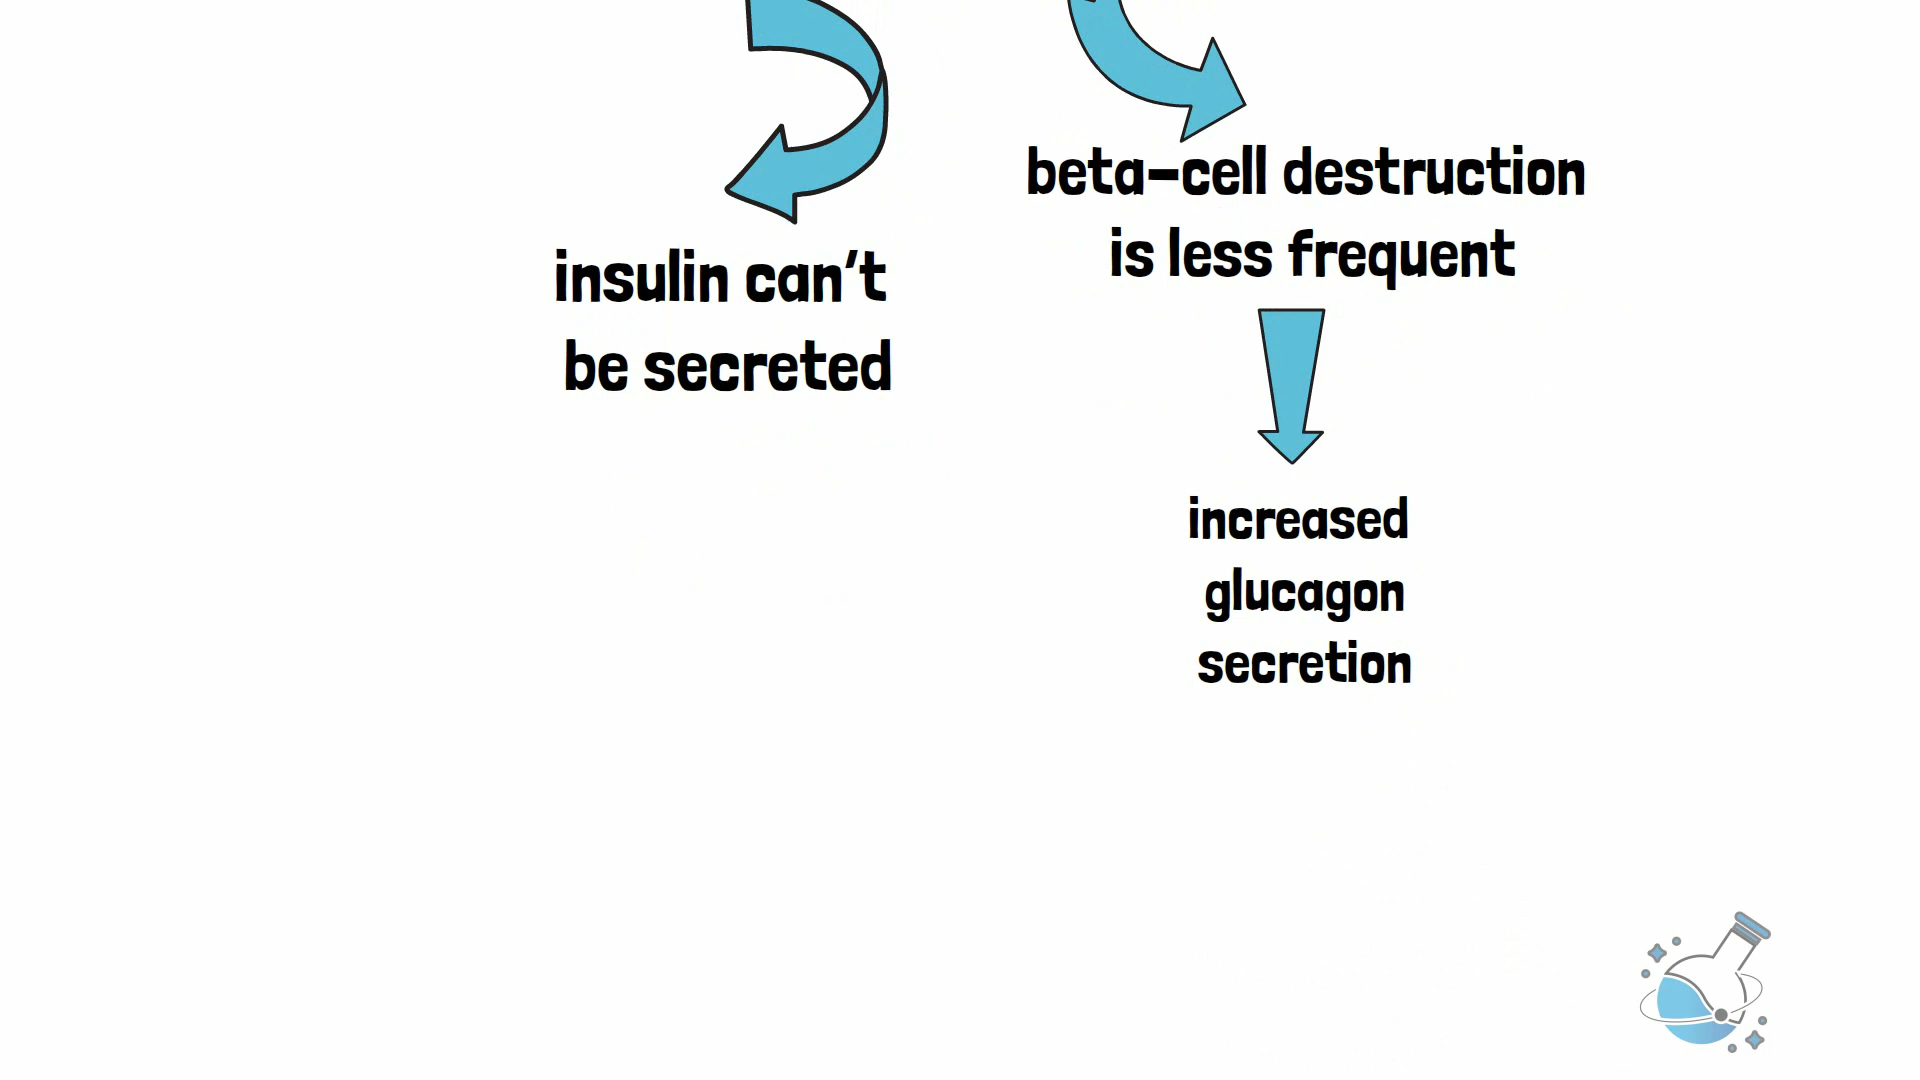 insulin can't
be secreted
beta-cell destruction
is less frequent
increased
glucagon
secretion